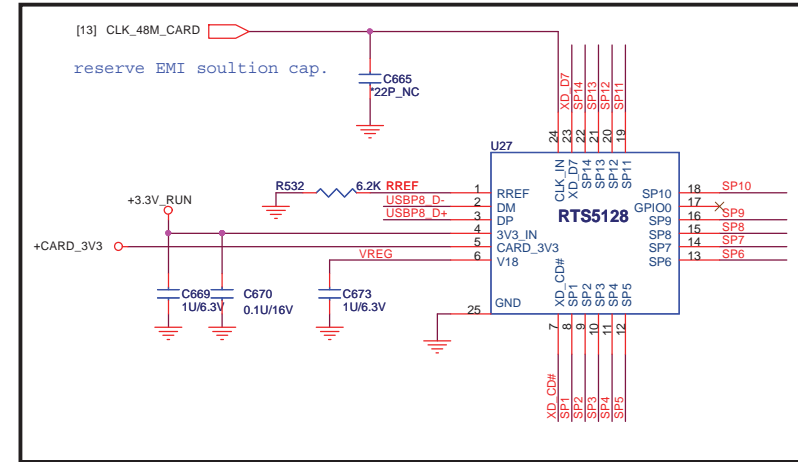 [13] CLK_48M_CARD
reserve EMI soultion cap.
C665
*22P_NC
XD_D7
SP14
SP13
SP12
SP11
24
23
22
21
20
19
U27
CLK_IN
XD_D7
SP14
SP13
SP12
SP11
R532 6.2K RREF
USBP8_D-
USBP8_D+
+3.3V_RUN
+CARD_3V3
VREG
1
2
3
4
5
6
25
RREF
DM
DP
3V3_IN
CARD_3V3
V18
GND
RTS5128
SP10
GPIO0
SP9
SP8
SP7
SP6
18
17
16
15
14
13
SP10
SP9
SP8
SP7
SP6
C669
1U/6.3V
C670
0.1U/16V
C673
1U/6.3V
XD_CD#
SP1
SP2
SP3
SP4
SP5
7
8
9
10
11
12
XD_CD#
SP1
SP2
SP3
SP4
SP5